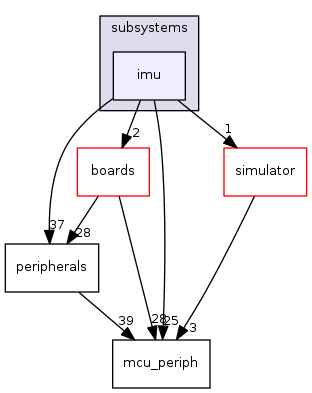 subsystems
imu
2
1
boards
simulator
37
28
peripherals
39
28
25
3
mcu_periph